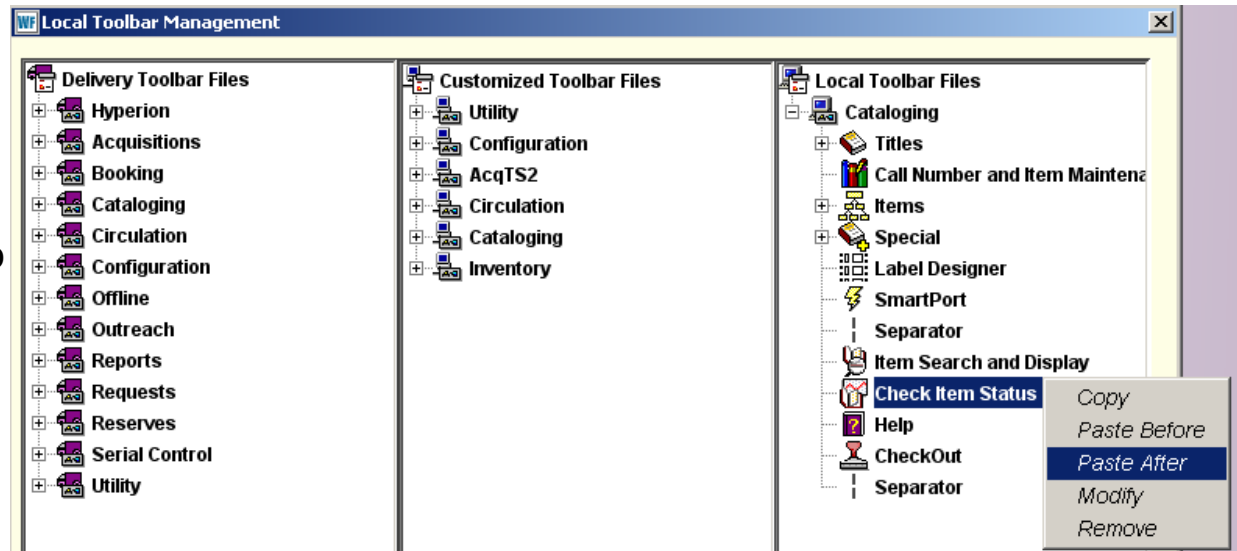 WF Local Toolbar Management
Delivery Toolbar Files
Hyperion
Acquisitions
Booking
Cataloging
Circulation
Configuration
Offline
Outreach
Reports
Requests
Reserves
Serial Control
Utility
Customized Toolbar Files
Utility
Configuration
AcqTS2
Circulation
Cataloging
Inventory
Local Toolbar Files
Cataloging
Titles
Call Number and Item Maintena
Items
Special
Label Designer
SmartPort
Separator
Item Search and Display
Check Item Status
Help
CheckOut
Separator
Copy
Paste Before
Paste After
Modify
Remove